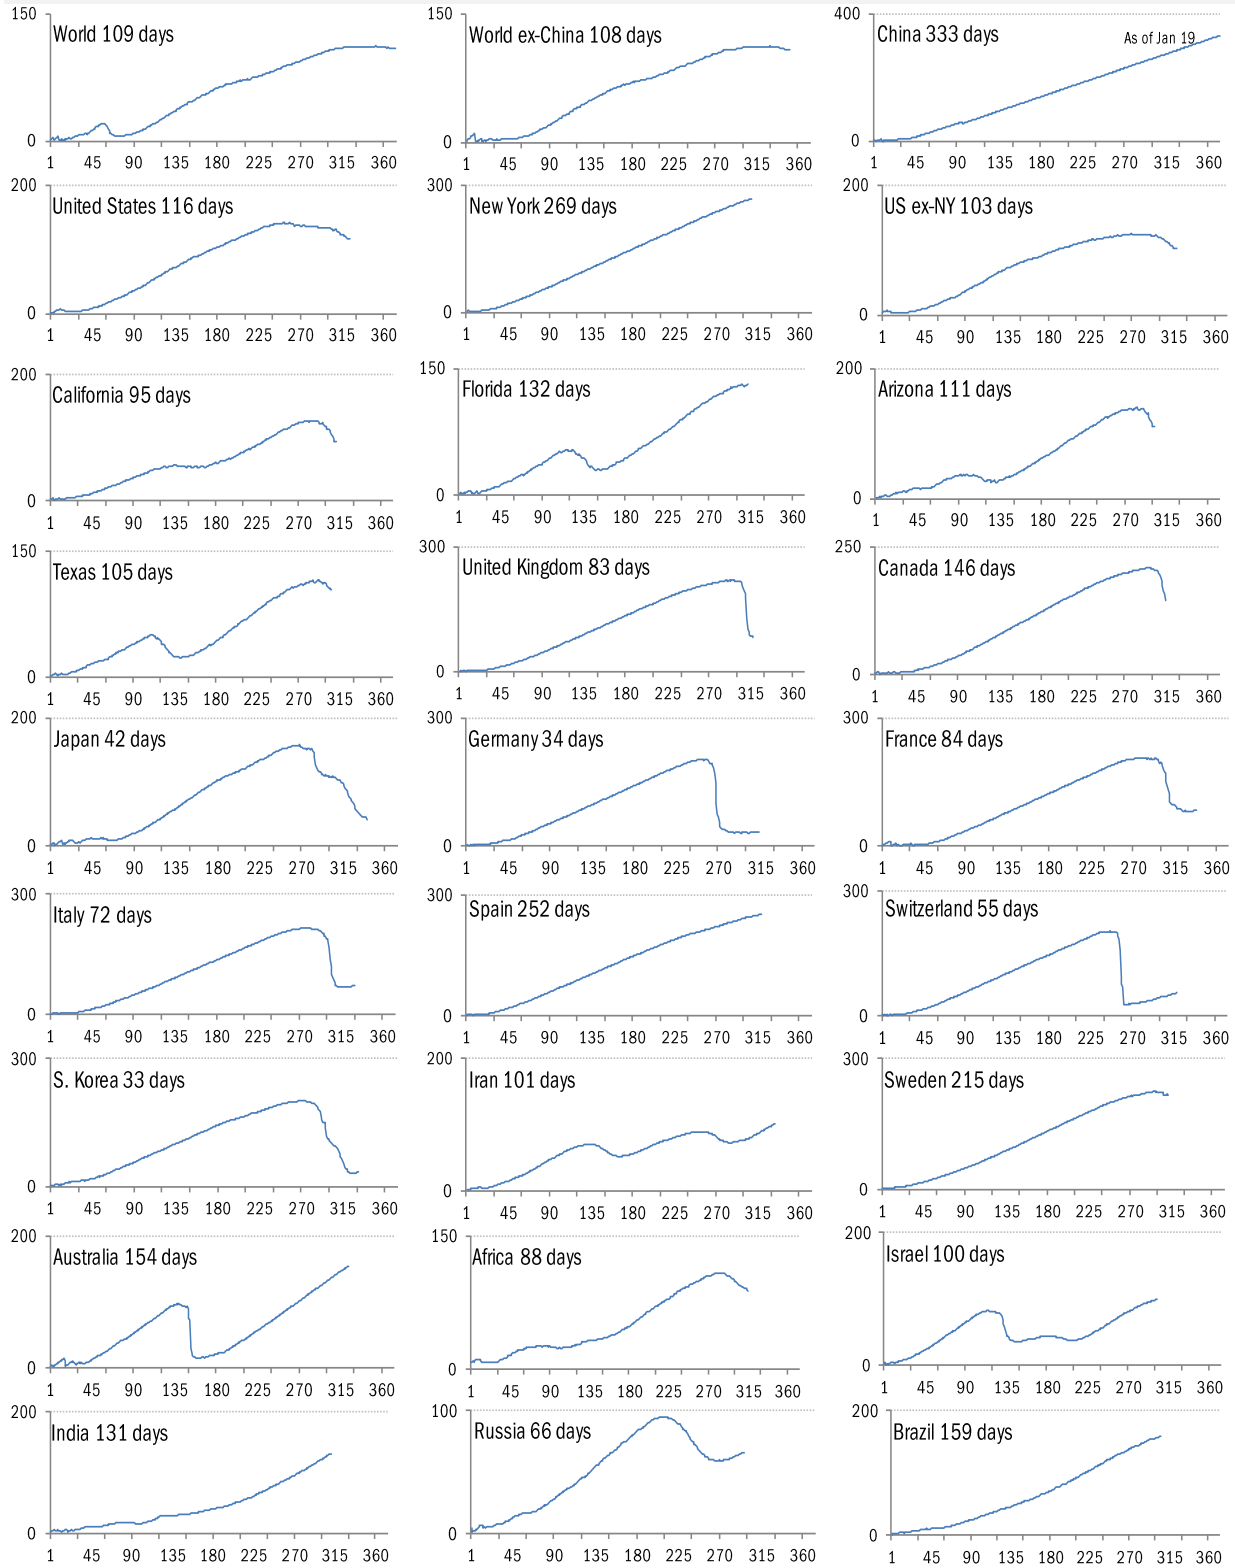 150
World 109 days
0
1 45 90 135 180 225 270 315 360
150
World ex-China 108 days
0
1 45 90 135 180 225 270 315 360
400
China 333 days
As of Jan 19
0
1 45 90 135 180 225 270 315 360
200
United States 116 days
0
1 45 90 135 180 225 270 315 360
300
New York 269 days
0
1 45 90 135 180 225 270 315 360
200
US ex-NY 103 days
0
1 45 90 135 180 225 270 315 360
200
California 95 days
0
1 45 90 135 180 225 270 315 360
150
Florida 132 days
0
1 45 90 135 180 225 270 315 360
200
Arizona 111 days
0
1 45 90 135 180 225 270 315 360
150
Texas 105 days
0
1 45 90 135 180 225 270 315 360
300
United Kingdom 83 days
0
1 45 90 135 180 225 270 315 360
250
Canada 146 days
0
1 45 90 135 180 225 270 315 360
200
Japan 42 days
0
1 45 90 135 180 225 270 315 360
300
Germany 34 days
0
1 45 90 135 180 225 270 315 360
300
France 84 days
0
1 45 90 135 180 225 270 315 360
300
Italy 72 days
0
1 45 90 135 180 225 270 315 360
300
Spain 252 days
0
1 45 90 135 180 225 270 315 360
300
Switzerland 55 days
0
1 45 90 135 180 225 270 315 360
300
S. Korea 33 days
0
1 45 90 135 180 225 270 315 360
200
Iran 101 days
0
1 45 90 135 180 225 270 315 360
300
Sweden 215 days
0
1 45 90 135 180 225 270 315 360
200
Australia 154 days
0
1 45 90 135 180 225 270 315 360
150
Africa 88 days
0
1 45 90 135 180 225 270 315 360
200
Israel 100 days
0
1 45 90 135 180 225 270 315 360
200
India 131 days
0
1 45 90 135 180 225 270 315 360
100
Russia 66 days
0
1 45 90 135 180 225 270 315 360
200
Brazil 159 days
0
1 45 90 135 180 225 270 315 360